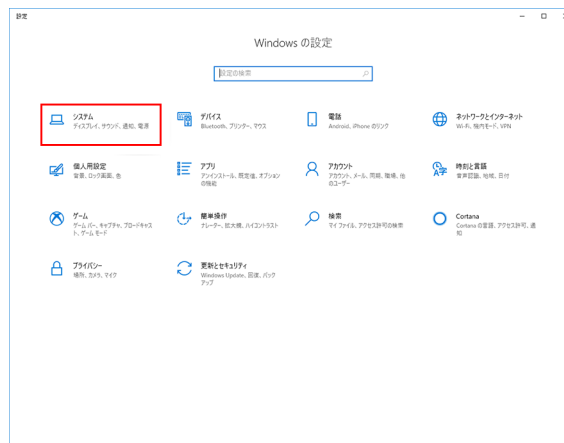 設定
Windows の設定
設定の検索
システム
ディスプレイ、サウンド、通知、電源
デバイス
Bluetooth、プリンター、マウス
電話
Android、iPhone のリンク
ネットワークとインターネット
Wi-Fi、機内モード、VPN
個人用設定
背景、ロック画面、色
アプリ
アンインストール、既定値、オプション
の機能
アカウント
アカウント、メール、同期、職場、他
のユーザー
時刻と言語
音声認識、地域、日付
ゲーム
ゲーム バー、キャプチャ、ブロードキャス
ト、ゲーム モード
簡単操作
ナレーター、拡大鏡、ハイコントラスト
検索
マイ ファイル、アクセス許可の検索
Cortana
Cortana の言語、アクセス許可、通
知
プライバシー
場所、カメラ、マイク
更新とセキュリティ
Windows Update、回復、バック
アップ